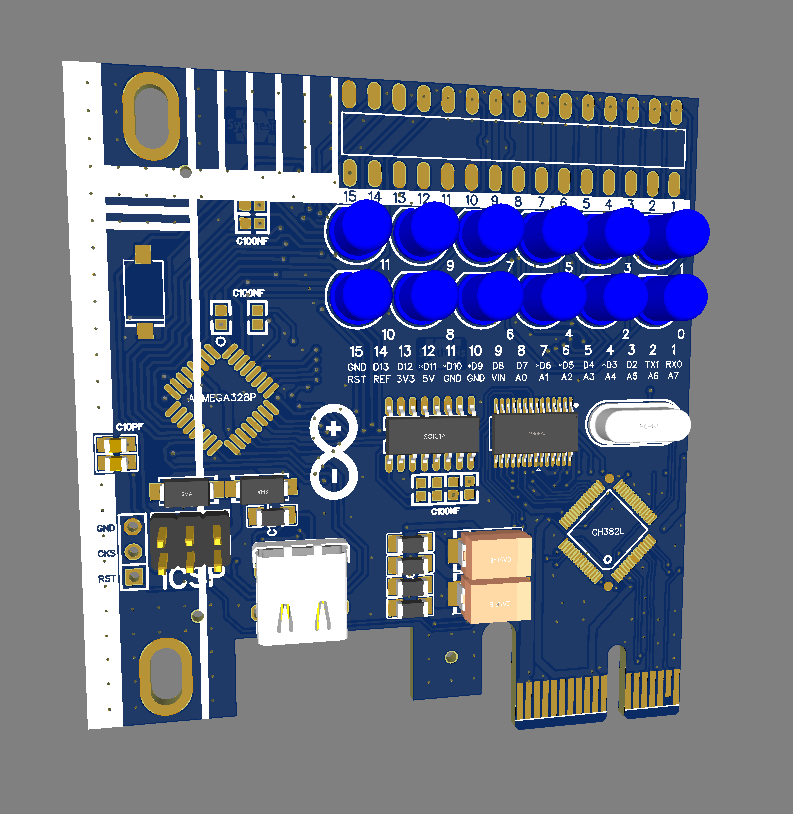 15 14 13 12 11 10 9 8 7 6 5 4 3 2 1
C100NF
11 9 7 5 3 1
C100NF
10 8 6 4 2 0
15 14 13 12 11 10 9 8 7 6 5 4 3 2 1
GND D13 D12 ~D11 ~D10 ~D9 D8 D7 ~D6 ~D5 D4 ~D3 D2 TX1 RX0
RST REF 3V3 5V GND GND VIN A0 A1 A2 A3 A4 A5 A6 A7
ATMEGA328P
C10PF
+
-
C100NF
GND
CKS
RST
ICSP
CH382L